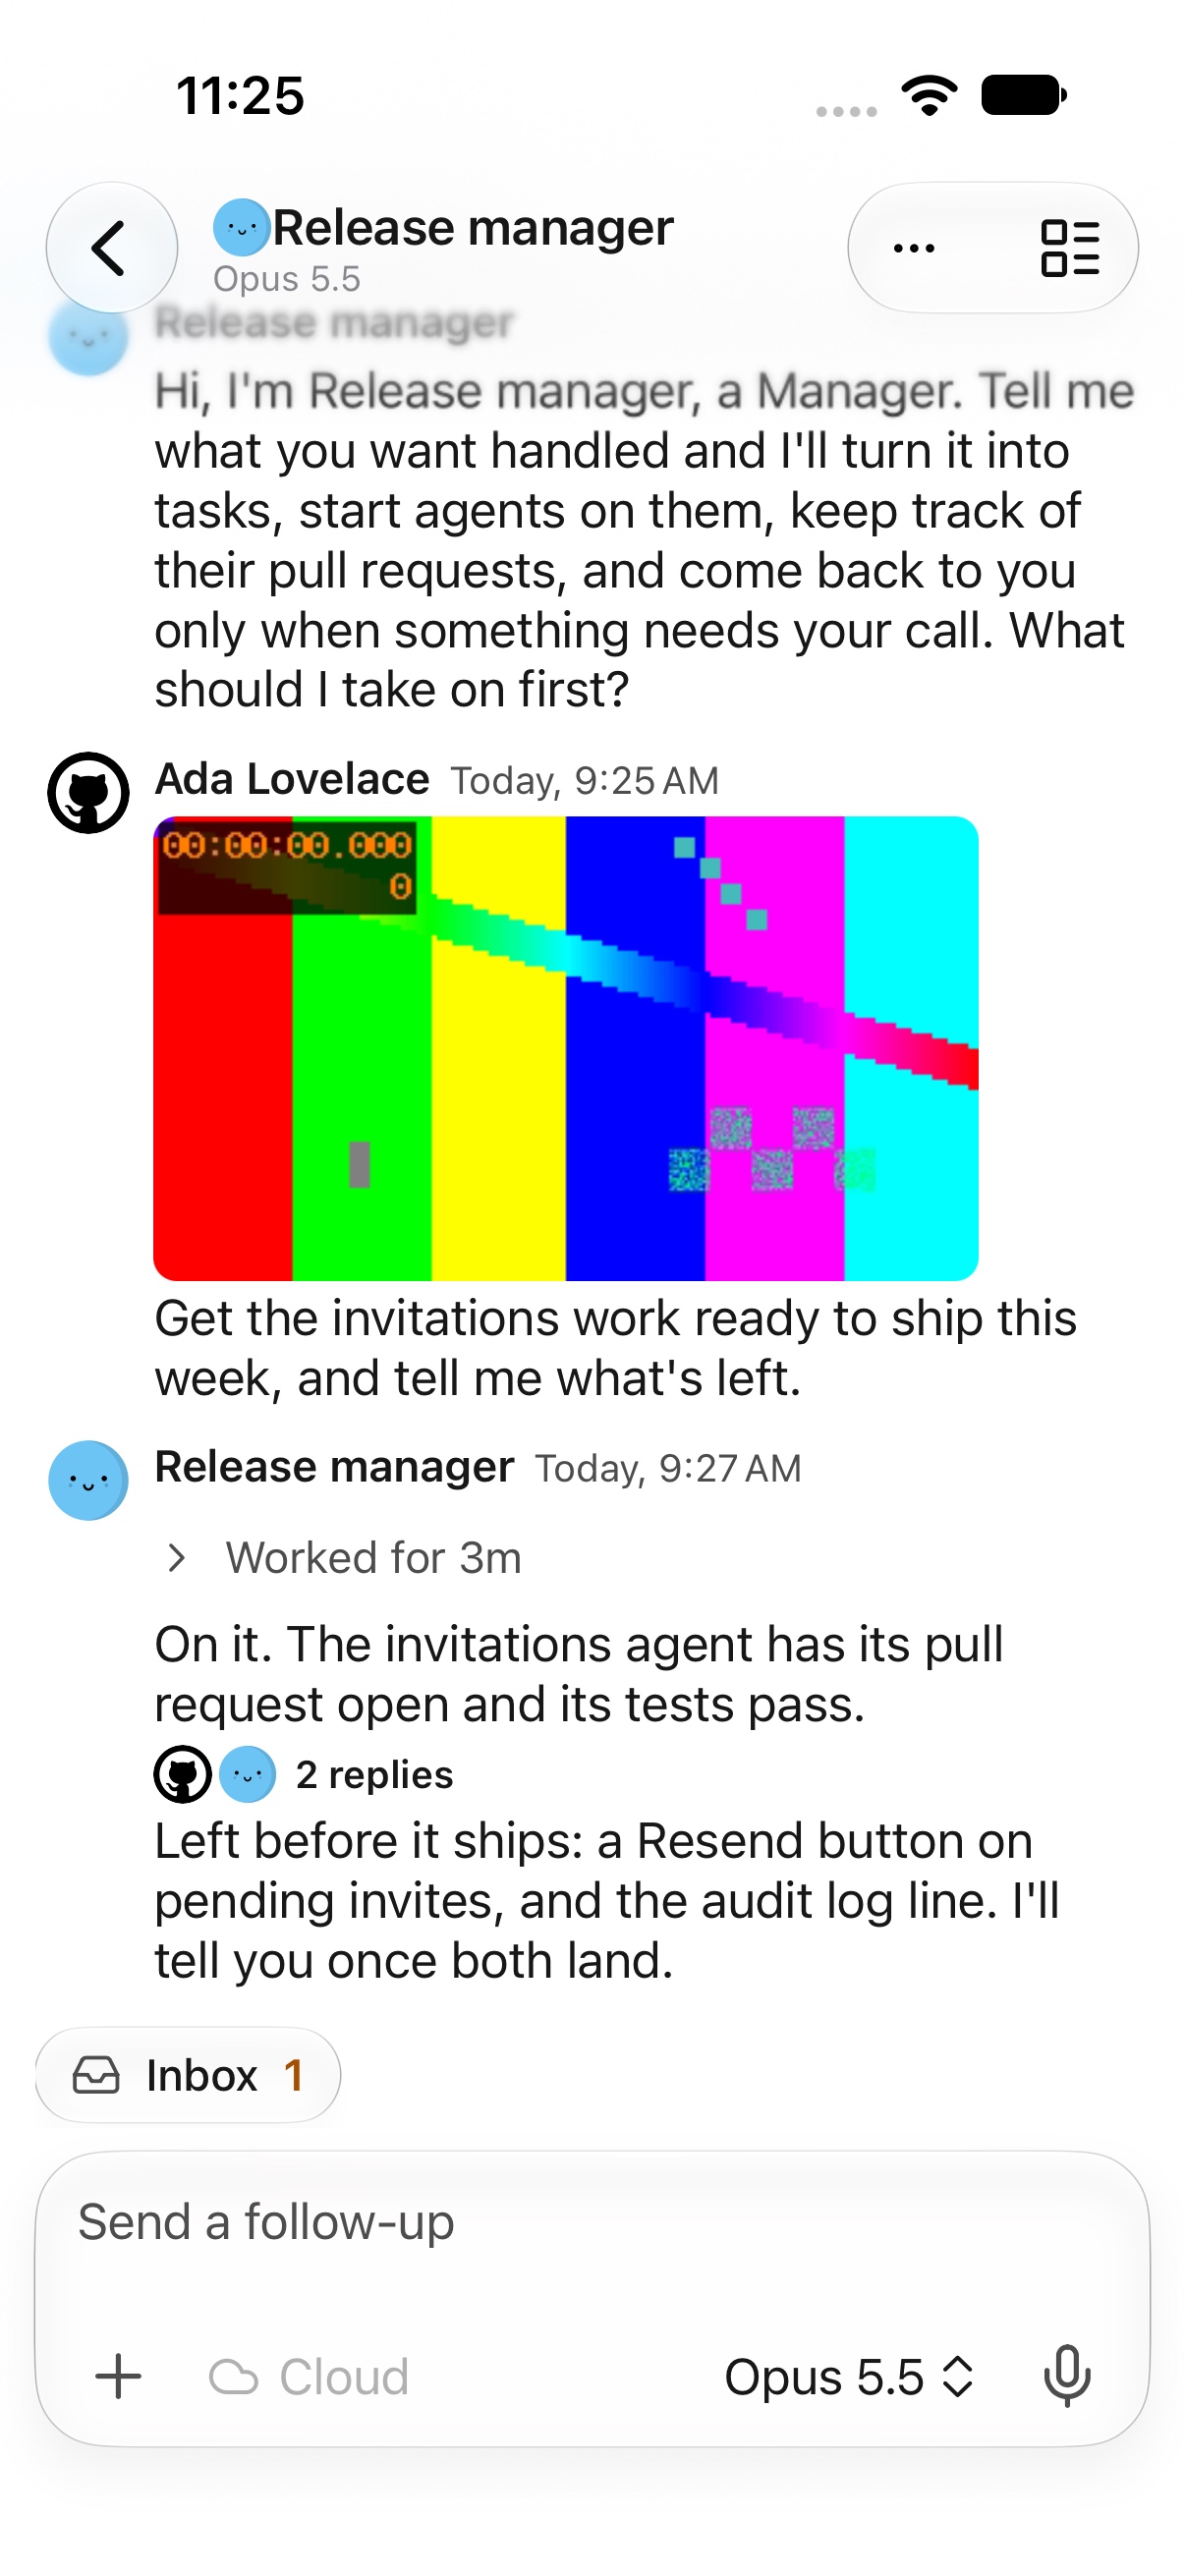 11:25
Release manager
Opus 5.5
Release manager
Hi, I'm Release manager, a Manager. Tell me
what you want handled and I'll turn it into
tasks, start agents on them, keep track of
their pull requests, and come back to you
only when something needs your call. What
should I take on first?
Ada Lovelace Today, 9:25 AM
00:00:00.000
0
Get the invitations work ready to ship this
week, and tell me what's left.
Release manager Today, 9:27 AM
Worked for 3m
On it. The invitations agent has its pull
request open and its tests pass.
2 replies
Left before it ships: a Resend button on
pending invites, and the audit log line. I'll
tell you once both land.
Inbox 1
Send a follow-up
Cloud Opus 5.5